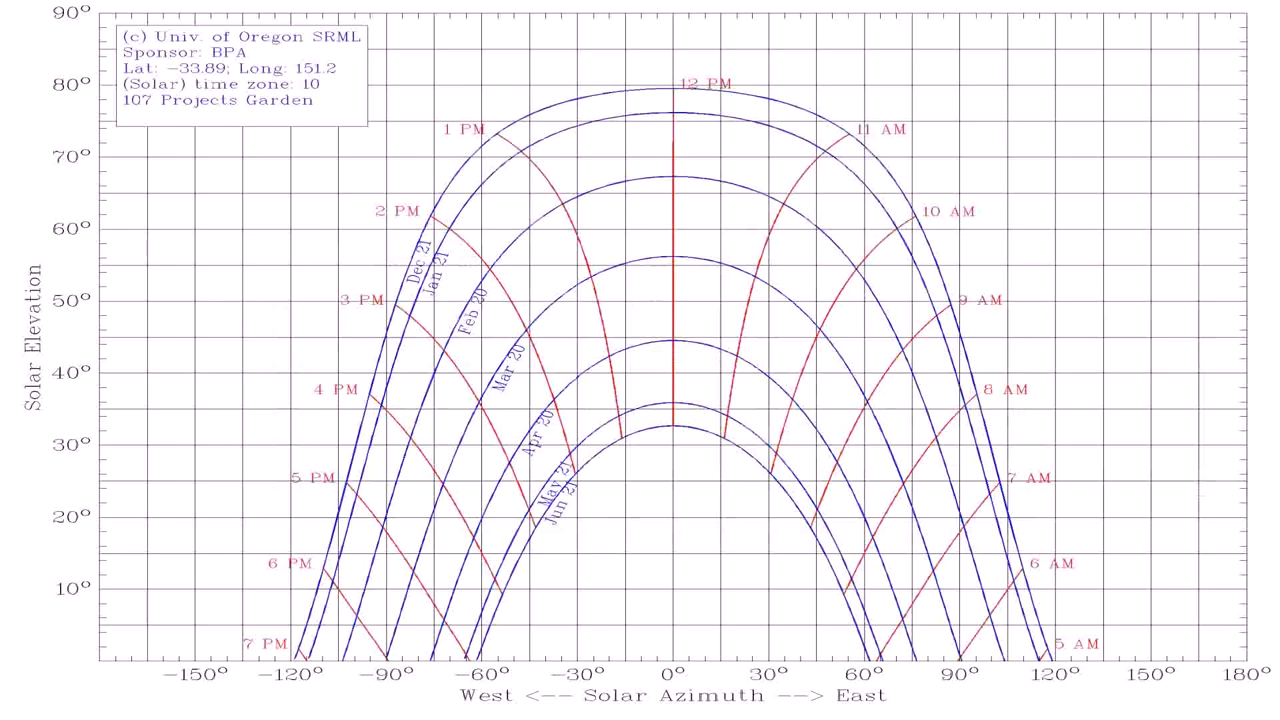 90°
(c) Univ. of Oregon SRML
Sponsor: BPA
Lat: -33.89; Long: 151.2
(Solar) time zone: 10
107 Projects Garden
80°
12 PM
1 PM
11 AM
70°
2 PM
10 AM
60°
Dec 21
Jan 21
Feb 20
Mar 20
Apr 20
May 21
Jun 21
3 PM
9 AM
50°
Solar Elevation
40°
4 PM
8 AM
30°
5 PM
7 AM
20°
6 PM
6 AM
10°
7 PM
5 AM
-150° -120° -90° -60° -30° 0° 30° 60° 90° 120° 150° 180°
West <-- Solar Azimuth --> East